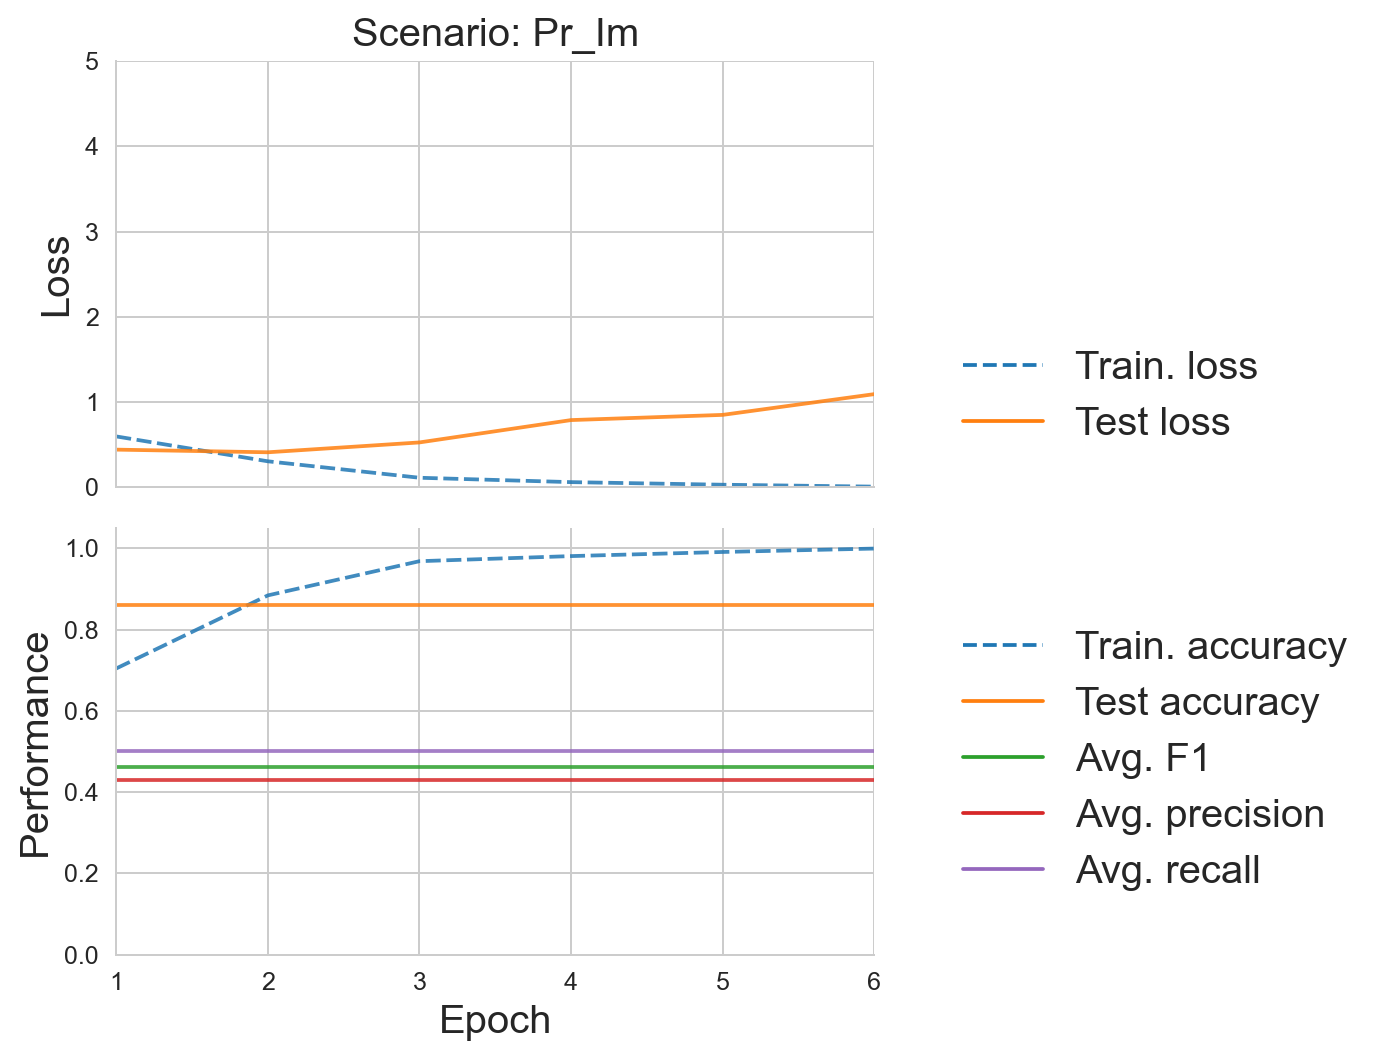 Scenario: Pr_Im
5
4
3
2
1
0
Loss
Train. loss
Test loss
1.0
0.8
0.6
0.4
0.2
0.0
Performance
Train. accuracy
Test accuracy
Avg. F1
Avg. precision
Avg. recall
1 2 3 4 5 6
Epoch